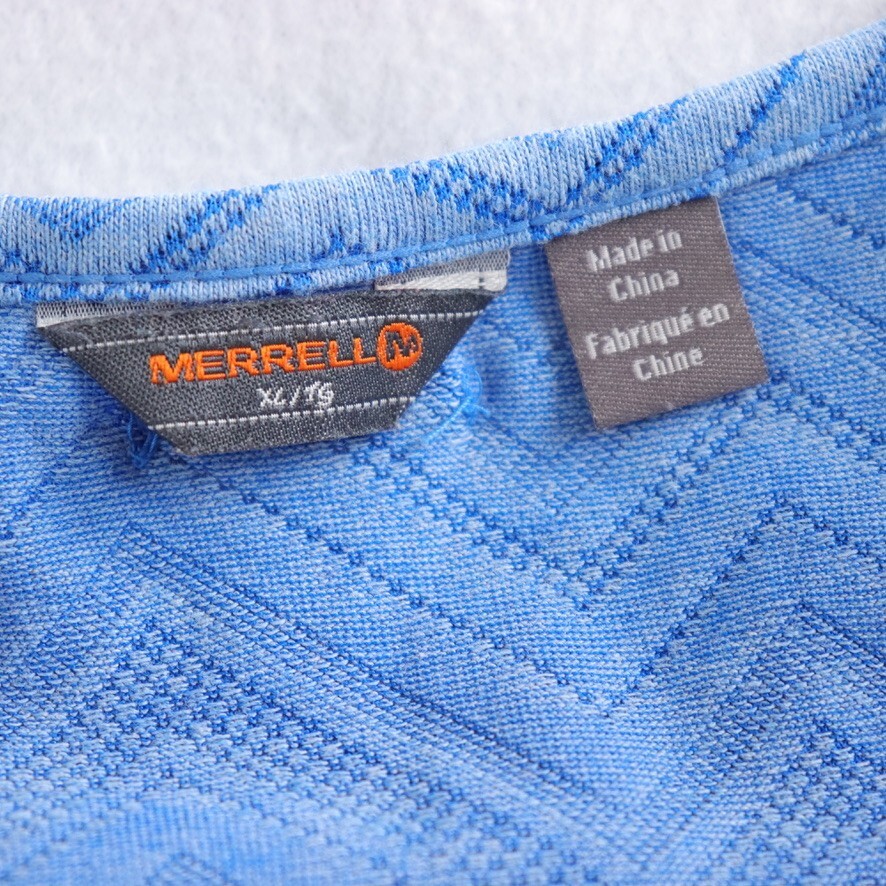 MERRELL M
XL/TG
Made in
China
Fabriqué en
Chine